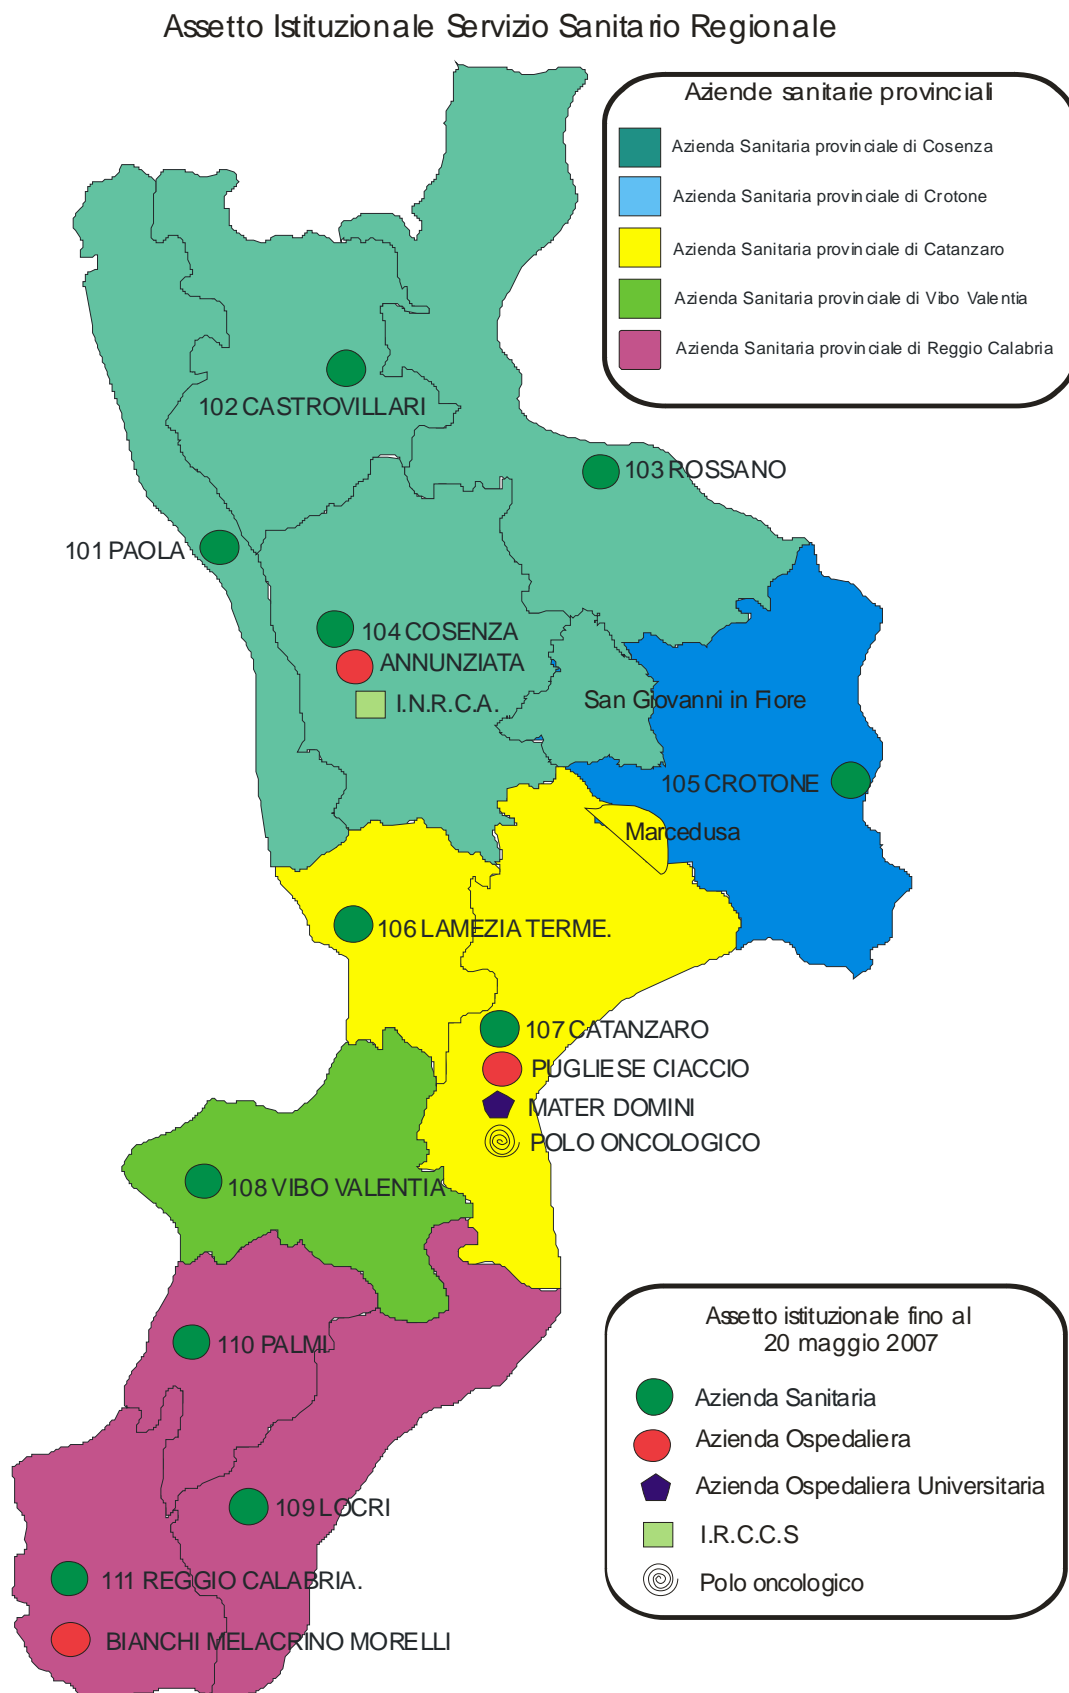 Assetto Istituzionale Servizio Sanitario Regionale
Aziende sanitarie provinciali
Azienda Sanitaria provinciale di Cosenza
Azienda Sanitaria provinciale di Crotone
Azienda Sanitaria provinciale di Catanzaro
Azienda Sanitaria provinciale di Vibo Valentia
Azienda Sanitaria provinciale di Reggio Calabria
102 CASTROVILLARI
103 ROSSANO
101 PAOLA
104 COSENZA
ANNUNZIATA
I.N.R.C.A.
San Giovanni in Fiore
105 CROTONE
Marcedusa
106 LAMEZIA TERME.
107 CATANZARO
PUGLIESE CIACCIO
MATER DOMINI
POLO ONCOLOGICO
108 VIBO VALENTIA
110 PALMI
109 LOCRI
111 REGGIO CALABRIA.
BIANCHI MELACRINO MORELLI
Assetto istituzionale fino al
20 maggio 2007
Azienda Sanitaria
Azienda Ospedaliera
Azienda Ospedaliera Universitaria
I.R.C.C.S
Polo oncologico